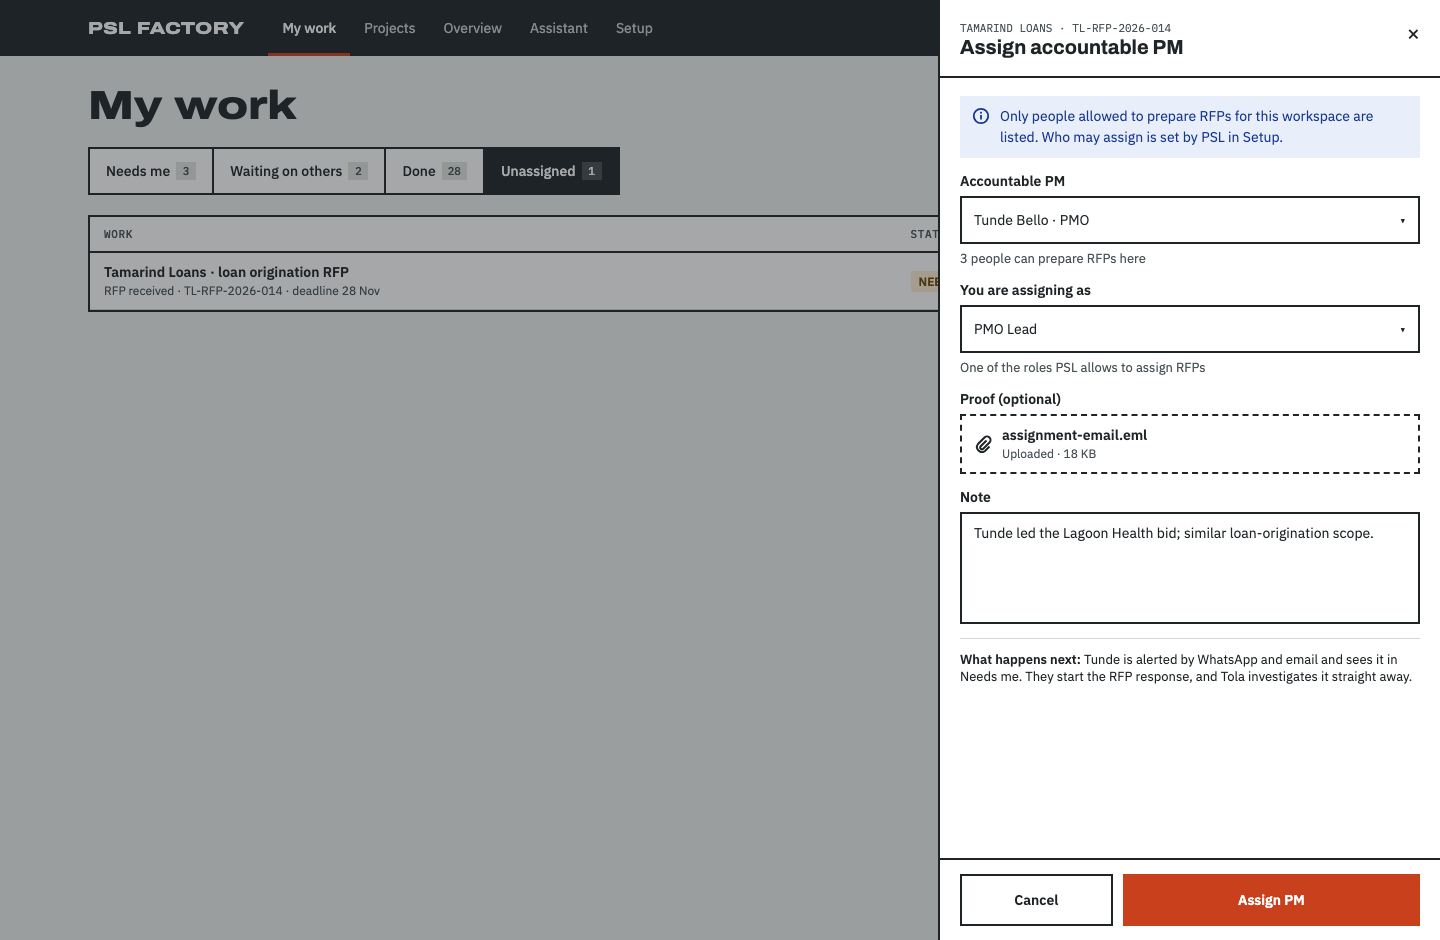 PSL FACTORY
My work
Projects
Overview
Assistant
Setup
My work
Needs me 3
Waiting on others 2
Done 28
Unassigned 1
WORK
Tamarind Loans · loan origination RFP
RFP received · TL-RFP-2026-014 · deadline 28 Nov
TAMARIND LOANS · TL-RFP-2026-014
Assign accountable PM
×
Only people allowed to prepare RFPs for this workspace are
listed. Who may assign is set by PSL in Setup.
Accountable PM
Tunde Bello · PMO
3 people can prepare RFPs here
You are assigning as
PMO Lead
One of the roles PSL allows to assign RFPs
Proof (optional)
assignment-email.eml
Uploaded · 18 KB
Note
Tunde led the Lagoon Health bid; similar loan-origination scope.
What happens next: Tunde is alerted by WhatsApp and email and sees it in
Needs me. They start the RFP response, and Tola investigates it straight away.
Cancel
Assign PM